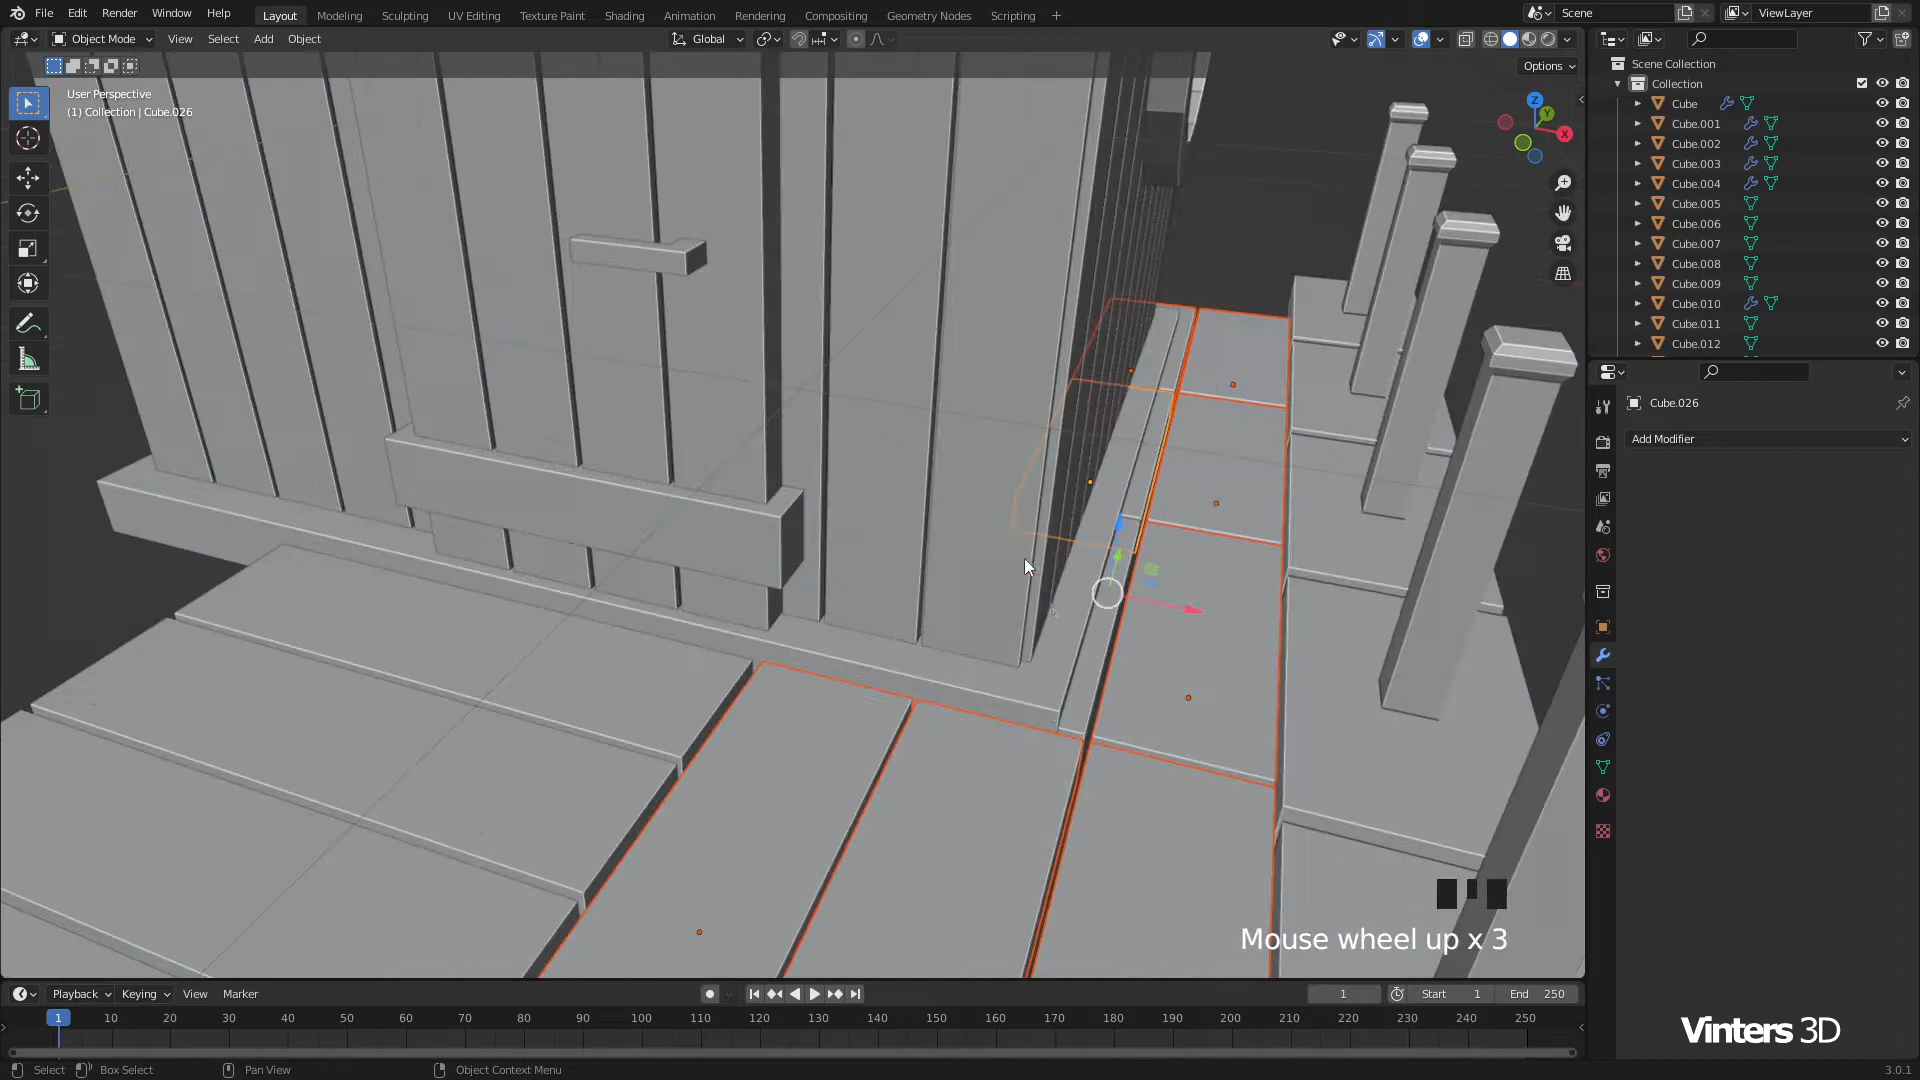 File Edit Render Window Help
Layout Modeling Sculpting UV Editing Texture Paint Shading Animation Rendering Compositing Geometry Nodes Scripting +
Scene
ViewLayer
Object Mode View Select Add Object
Global
Options
User Perspective
(1) Collection | Cube.026
Z
Y
X
Scene Collection
Collection
Cube
Cube.001
Cube.002
Cube.003
Cube.004
Cube.005
Cube.006
Cube.007
Cube.008
Cube.009
Cube.010
Cube.011
Cube.012
Cube.026
Add Modifier
Mouse wheel up x 3
Playback Keying View Marker
1
Start 1
End 250
1 10 20 30 40 50 60 70 80 90 100 110 120 130 140 150 160 170 180 190 200 210 220 230 240 250
Vinters 3D
Select Box Select Pan View Object Context Menu
3.0.1